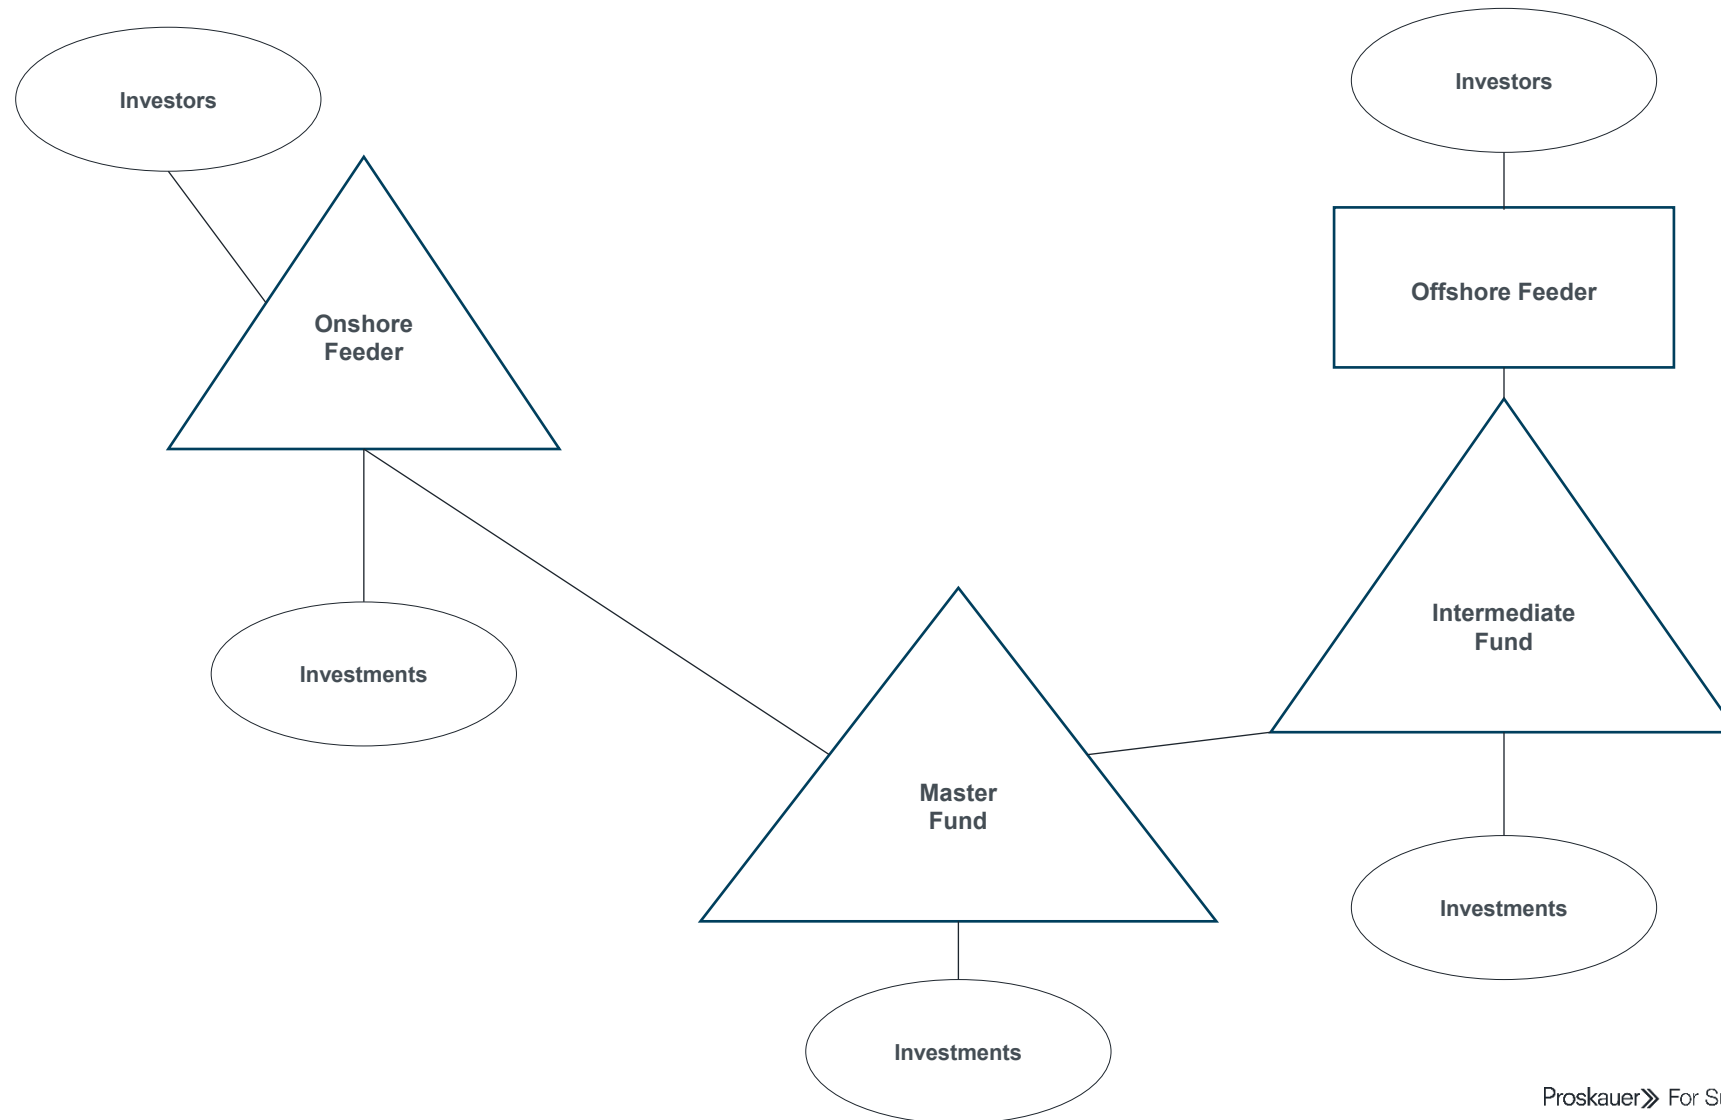 Investors
Investors
Offshore Feeder
Onshore
Feeder
Intermediate
Fund
Investments
Master
Fund
Investments
Investments
Proskauer» For